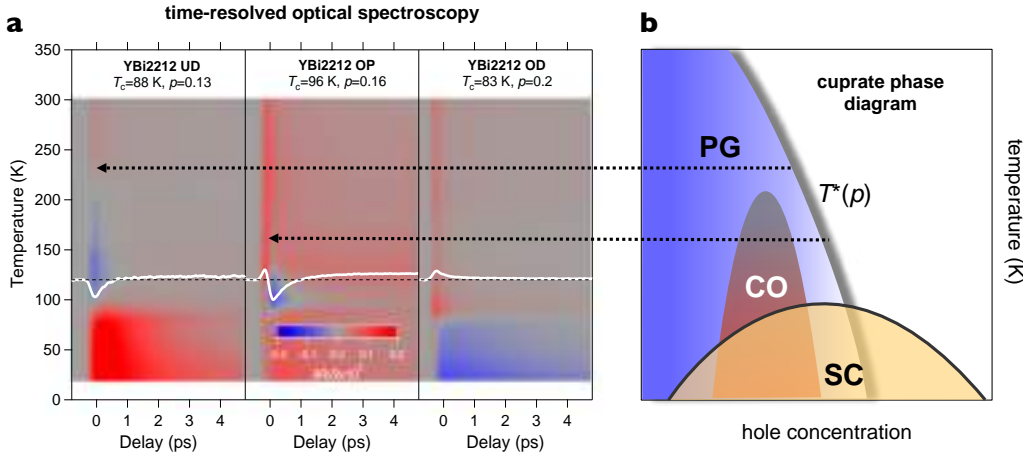 a
time-resolved optical spectroscopy
b
350
300
250
200
150
100
50
0
Temperature (K)
YBi2212 UD
Tc=88 K, p=0.13
YBi2212 OP
Tc=96 K, p=0.16
YBi2212 OD
Tc=83 K, p=0.2
0 1 2 3 4
0 1 2 3 4
0 1 2 3 4
Delay (ps)
Delay (ps)
Delay (ps)
cuprate phase
diagram
PG
T*(p)
CO
SC
temperature (K)
hole concentration